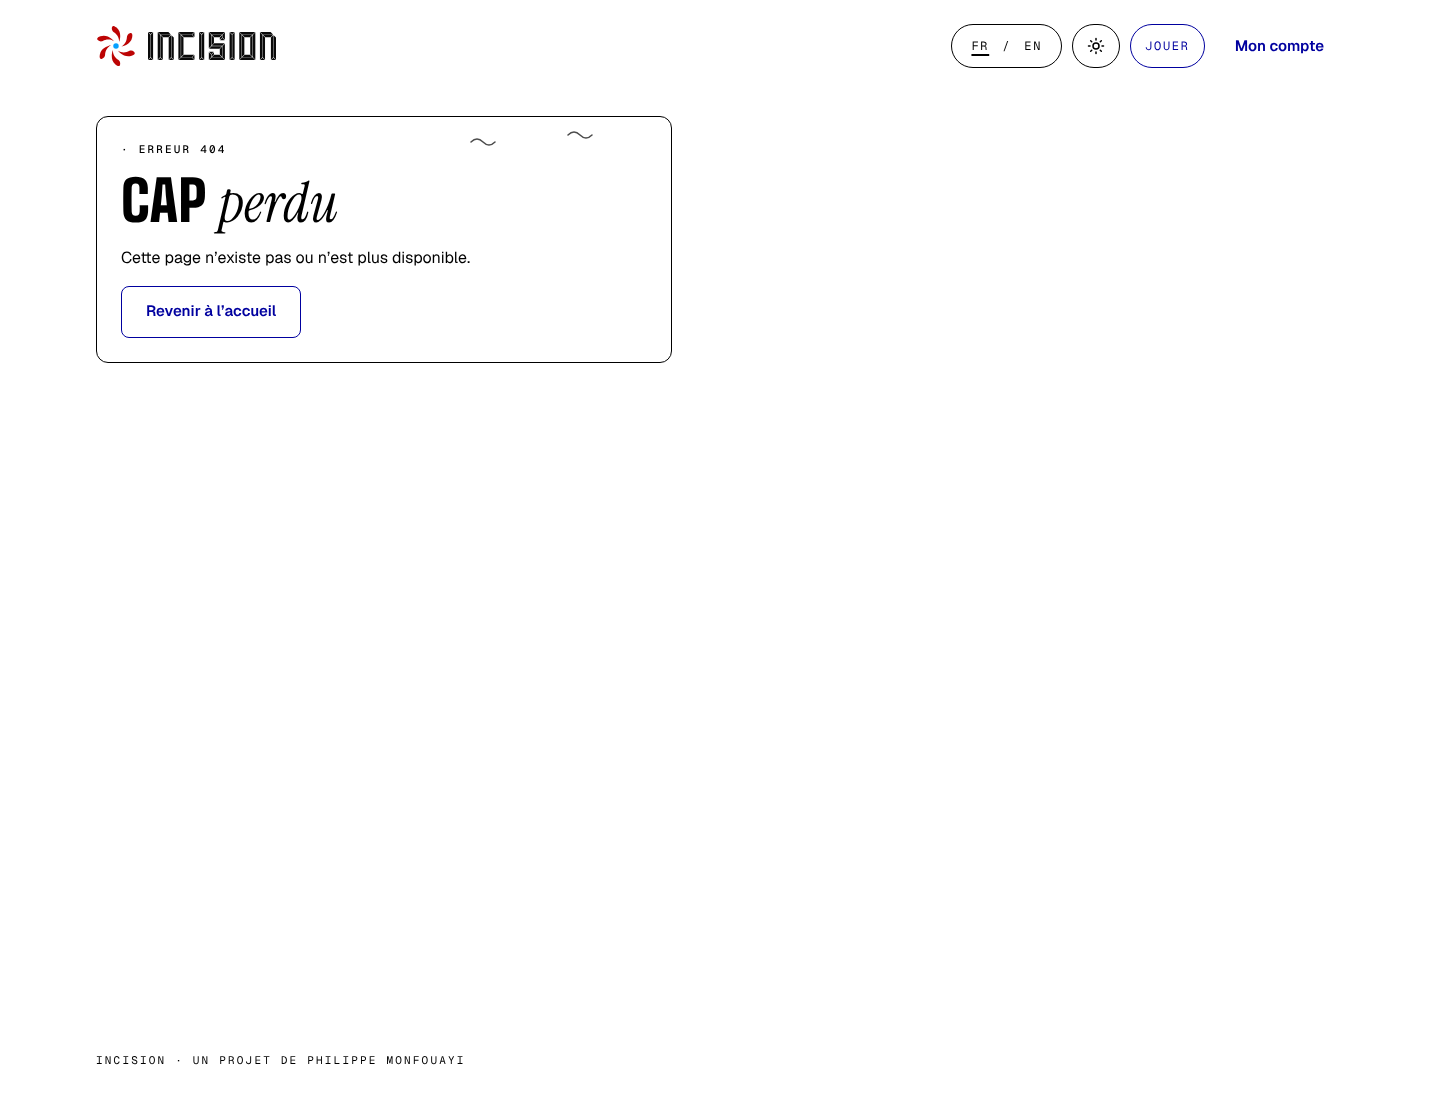 INCISION
FR / EN
JOUER
Mon compte
· ERREUR 404
CAP perdu
Cette page n’existe pas ou n’est plus disponible.
Revenir à l’accueil
INCISION · UN PROJET DE PHILIPPE MONFOUAYI